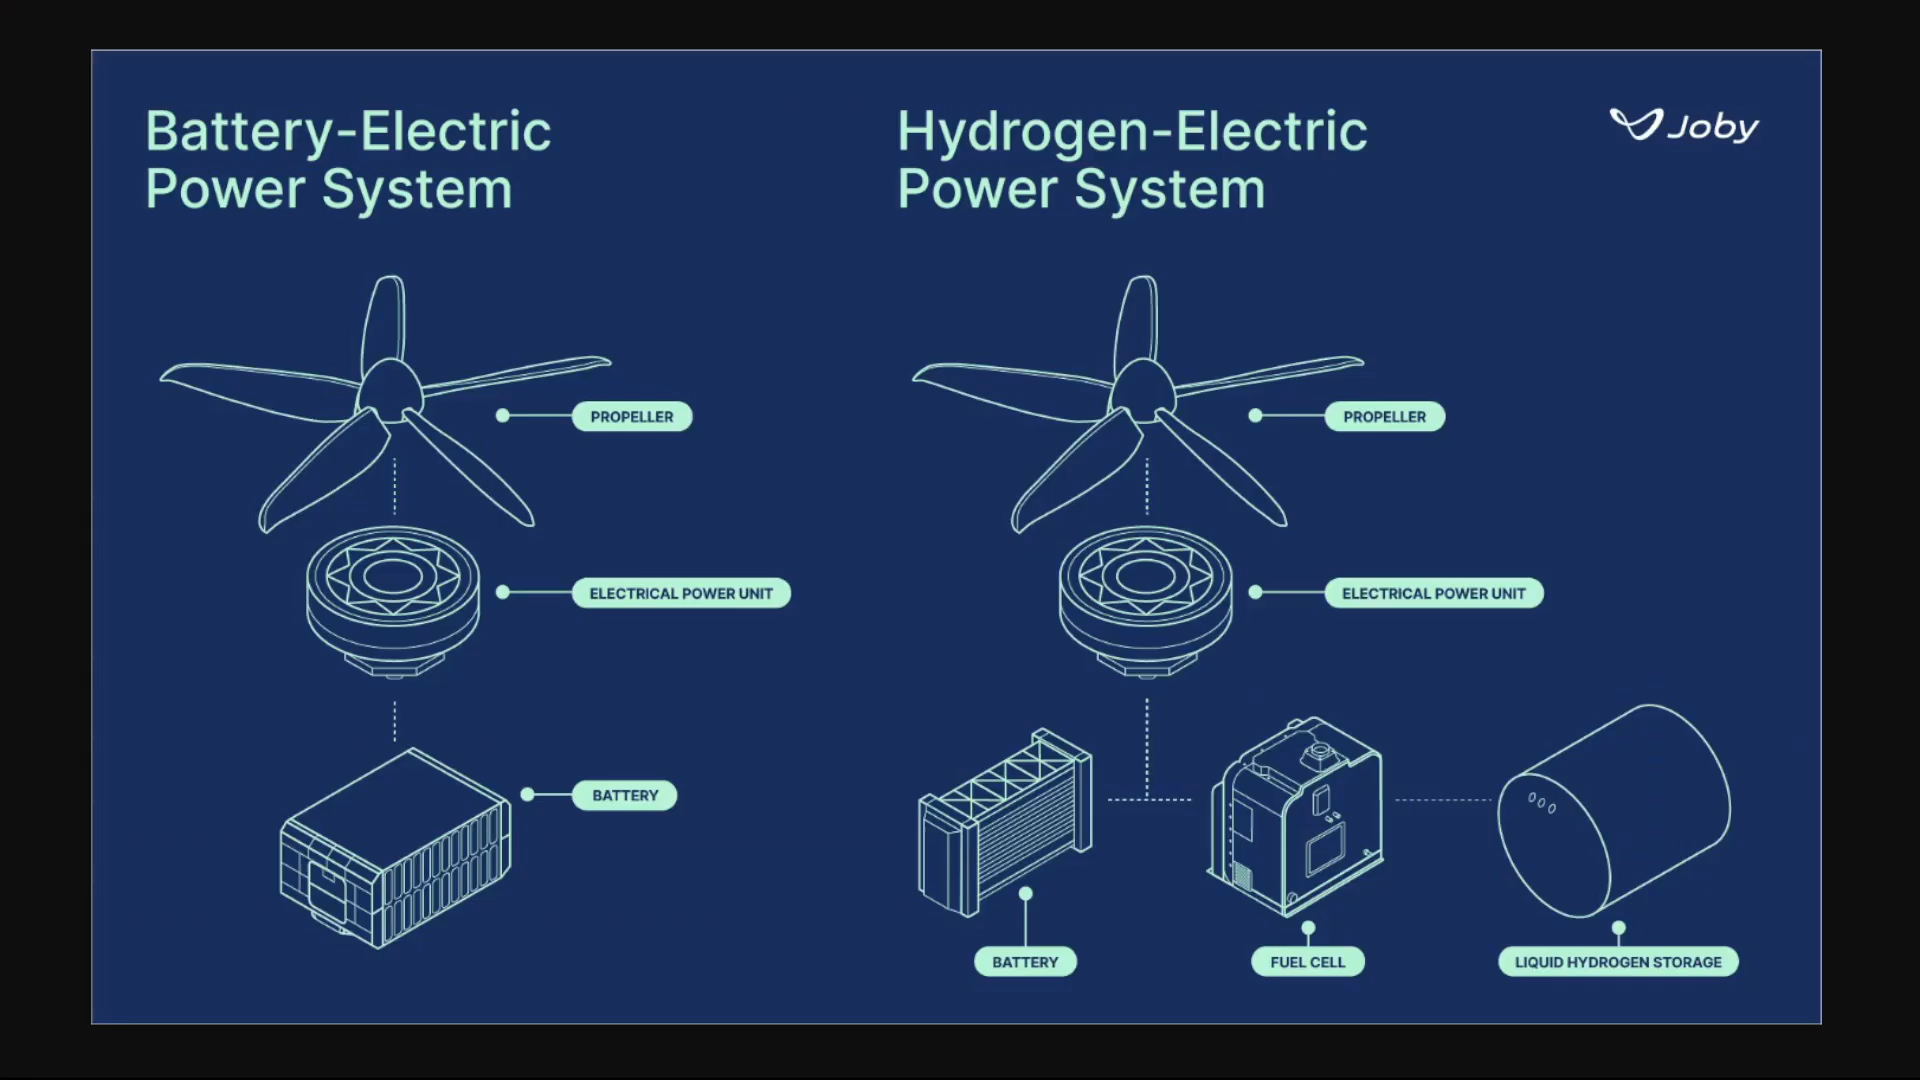 Battery-Electric
Power System
PROPELLER
ELECTRICAL POWER UNIT
BATTERY
Hydrogen-Electric
Power System
Joby
PROPELLER
ELECTRICAL POWER UNIT
BATTERY
FUEL CELL
LIQUID HYDROGEN STORAGE